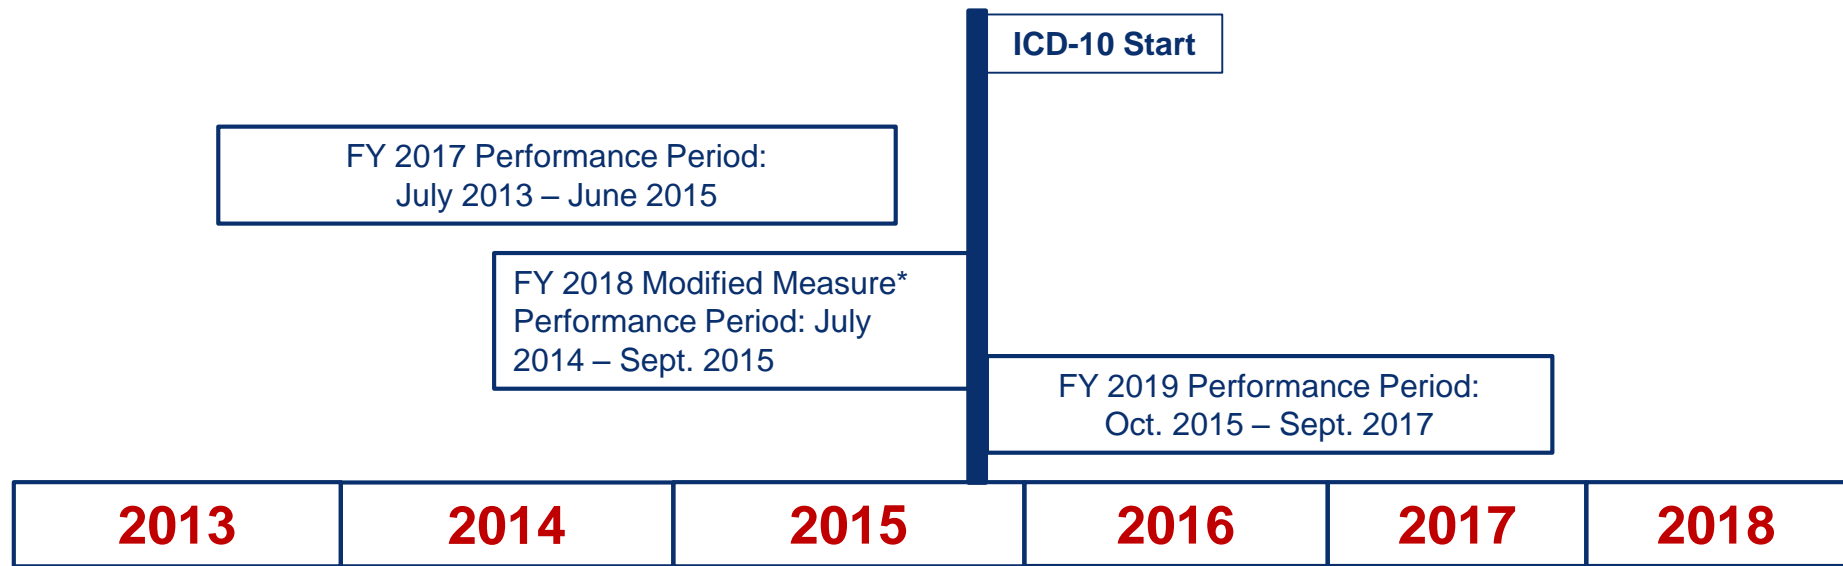 ICD-10 Start
FY 2017 Performance Period:
July 2013 – June 2015
FY 2018 Modified Measure*
Performance Period: July
2014 – Sept. 2015
FY 2019 Performance Period:
Oct. 2015 – Sept. 2017
2013 2014 2015 2016 2017 2018